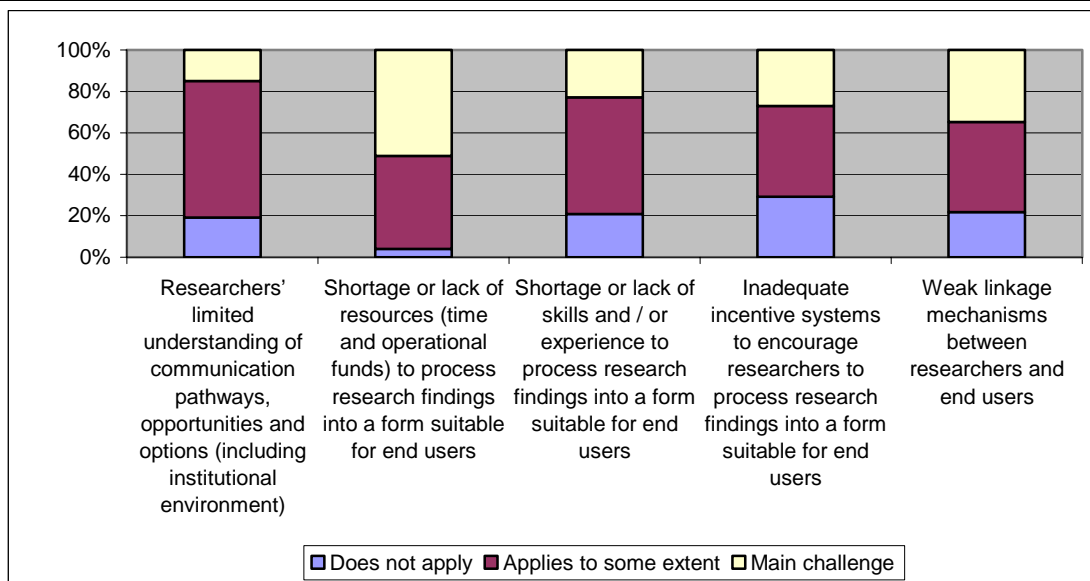 100%
80%
60%
40%
20%
0%
Researchers’
limited
understanding of
communication
pathways,
opportunities and
options (including
institutional
environment)
Shortage or lack of
resources (time
and operational
funds) to process
research findings
into a form suitable
for end users
Shortage or lack of
skills and / or
experience to
process research
findings into a form
suitable for end
users
Inadequate
incentive systems
to encourage
researchers to
process research
findings into a form
suitable for end
users
Weak linkage
mechanisms
between
researchers and
end users
Does not apply Applies to some extent Main challenge